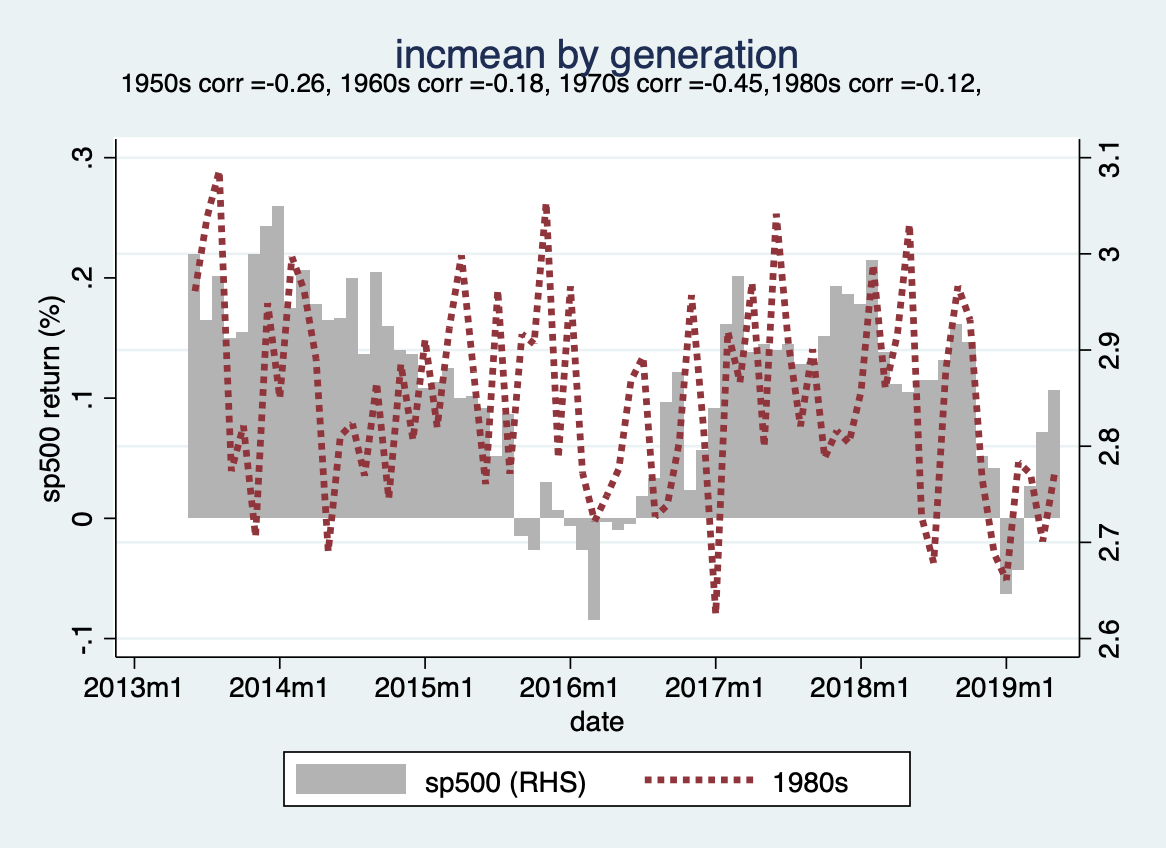 incmean by generation
1950s corr =-0.26, 1960s corr =-0.18, 1970s corr =-0.45,1980s corr =-0.12,
sp500 return (%)
.3
.2
.1
0
-.1
3.1
3
2.9
2.8
2.7
2.6
2013m1 2014m1 2015m1 2016m1 2017m1 2018m1 2019m1
date
sp500 (RHS) 1980s